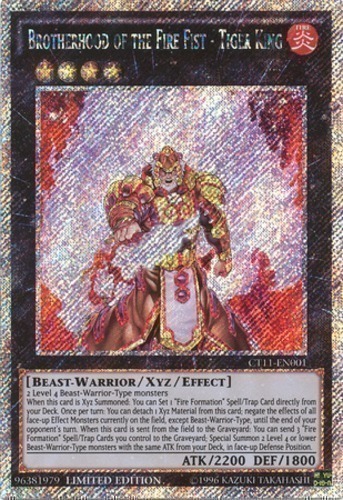 BROTHERHOOD OF THE FIRE FIST - TIGER KING
FIRE
炎
CT11-EN001
[BEAST-WARRIOR/XYZ/EFFECT]
2 Level 4 Beast-Warrior-Type monsters
When this card is Xyz Summoned: You can Set 1 "Fire Formation" Spell/Trap Card directly from
your Deck. Once per turn: You can detach 1 Xyz Material from this card; negate the effects of all
face-up Effect Monsters currently on the field, except Beast-Warrior-Type, until the end of your
opponent's turn. When this card is sent from the field to the Graveyard: You can send 3 "Fire
Formation" Spell/Trap Cards you control to the Graveyard; Special Summon 2 Level 4 or lower
Beast-Warrior-Type monsters with the same ATK from your Deck, in face-up Defense Position.
ATK/2200 DEF/1800
96381979 LIMITED EDITION ©1996 KAZUKI TAKAHASHI